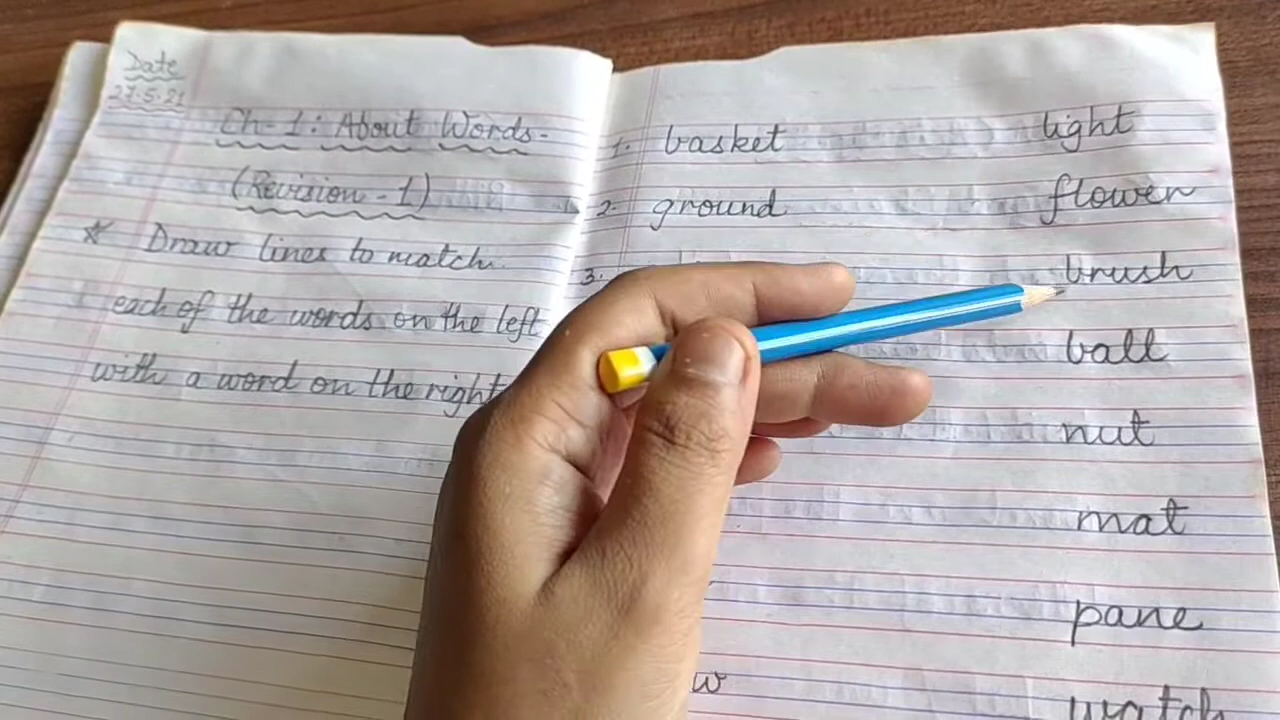 Date
27.5.21
Ch-1: About Words-
(Revision - 1)
* Draw lines to match
each of the words on the left
with a word on the right
1. basket light
2. ground flower
3. brush
ball
nut
mat
pane
w watch